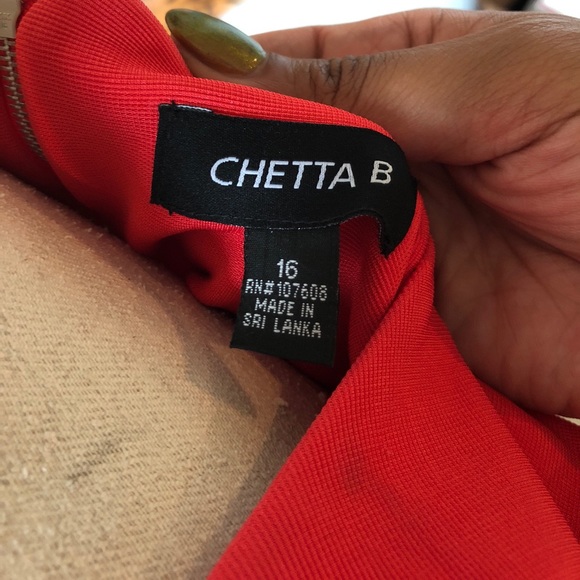 CHETTA B
16
RN#107608
MADE IN
SRI LANKA